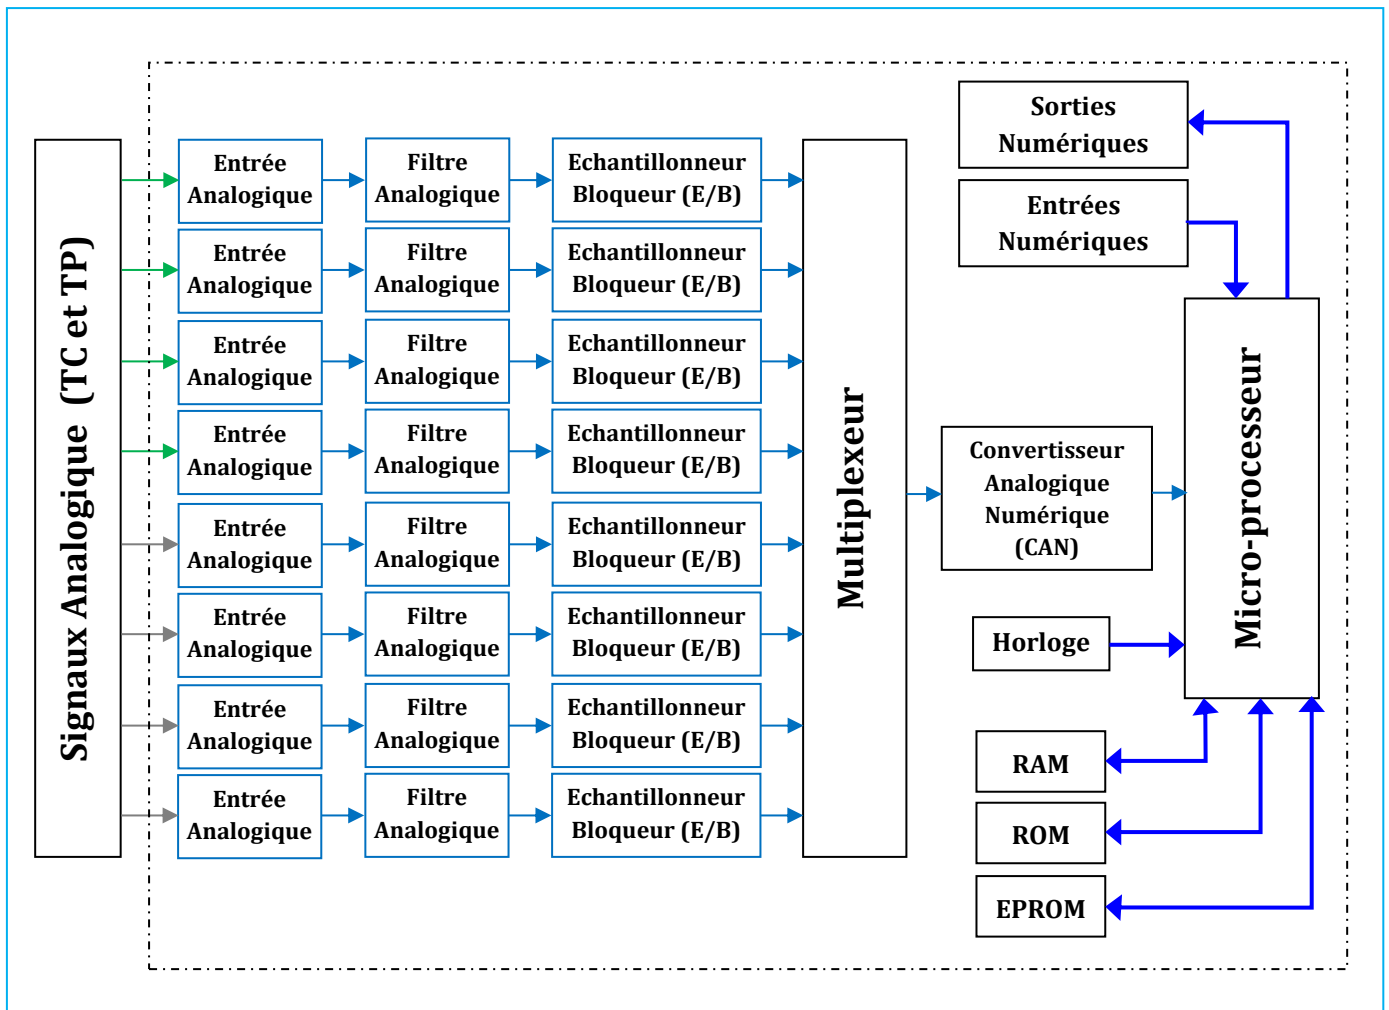 Signaux Analogique (TC et TP)
Entrée
Analogique
Filtre
Analogique
Echantillonneur
Bloqueur (E/B)
Entrée
Analogique
Filtre
Analogique
Echantillonneur
Bloqueur (E/B)
Entrée
Analogique
Filtre
Analogique
Echantillonneur
Bloqueur (E/B)
Entrée
Analogique
Filtre
Analogique
Echantillonneur
Bloqueur (E/B)
Entrée
Analogique
Filtre
Analogique
Echantillonneur
Bloqueur (E/B)
Entrée
Analogique
Filtre
Analogique
Echantillonneur
Bloqueur (E/B)
Entrée
Analogique
Filtre
Analogique
Echantillonneur
Bloqueur (E/B)
Entrée
Analogique
Filtre
Analogique
Echantillonneur
Bloqueur (E/B)
Multiplexeur
Convertisseur
Analogique
Numérique
(CAN)
Sorties
Numériques
Entrées
Numériques
Micro-processeur
Horloge
RAM
ROM
EPROM